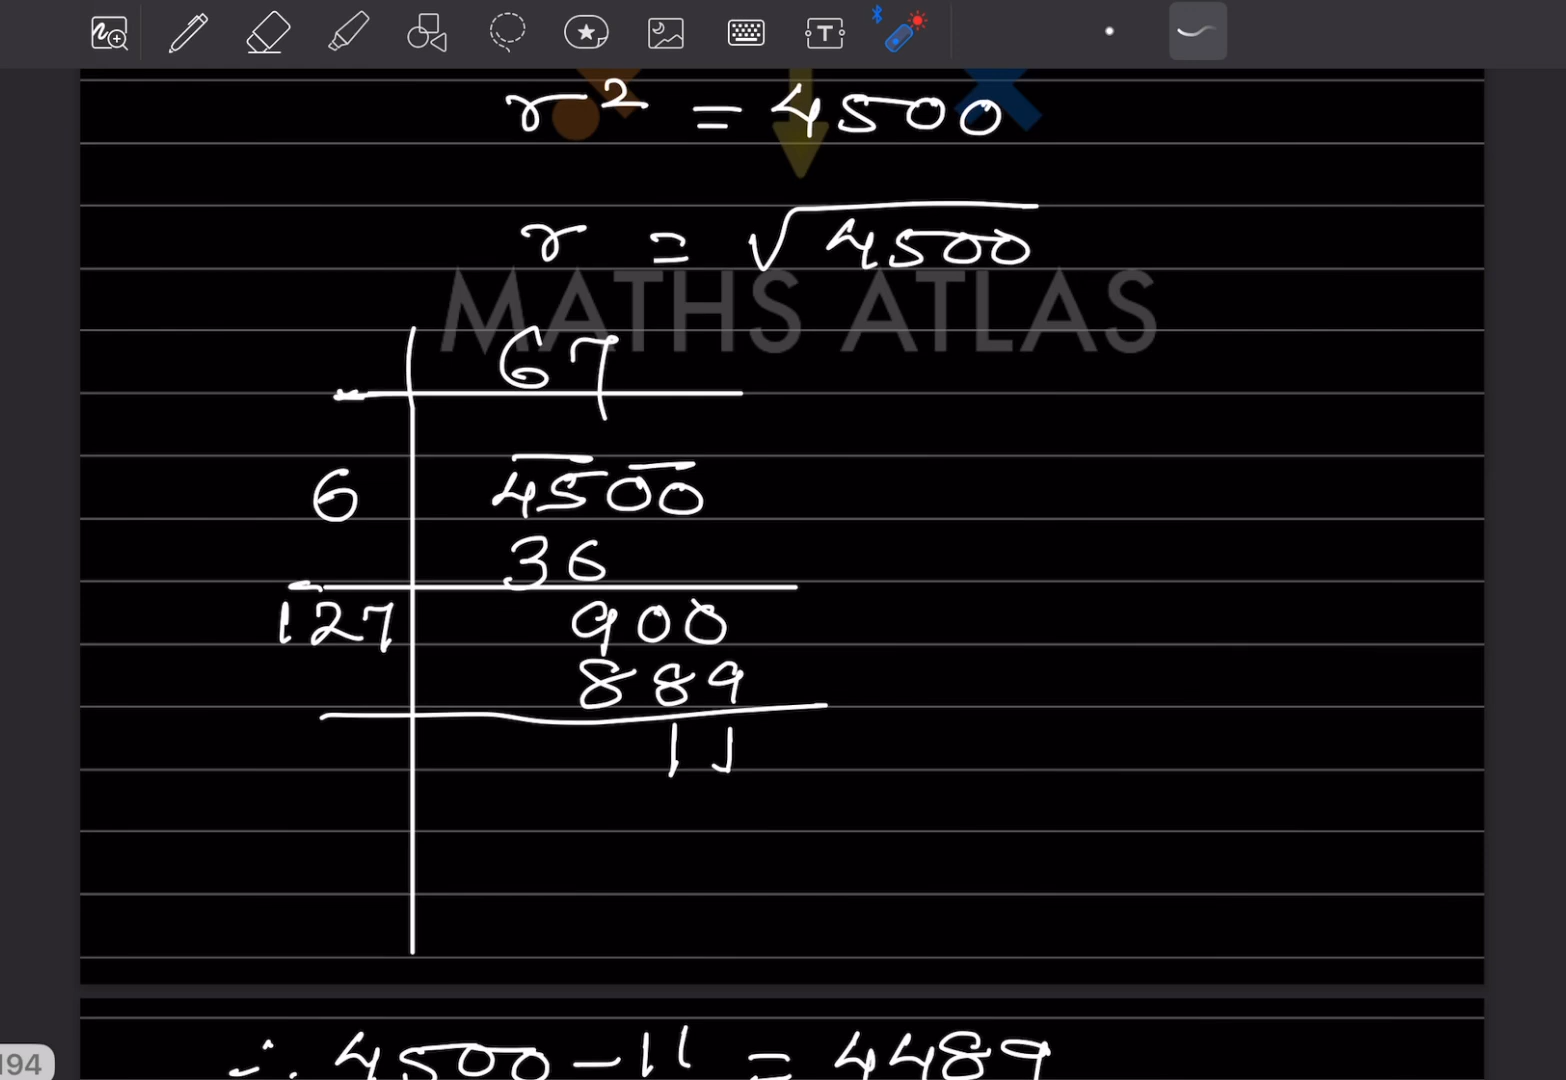 r² = 4500
r = √4500
MATHS ATLAS
67
6 4500
36
127 900
889
11
∴ 4500 - 11 = 4489
194